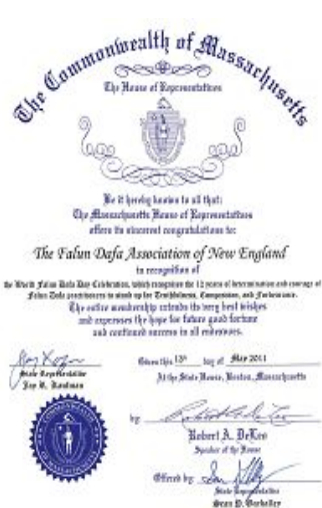 The Commonwealth of Massachusetts
The House of Representatives
Be it hereby known to all that:
The Massachusetts House of Representatives
offers its sincerest congratulations to:
The Falun Dafa Association of New England
in recognition of
the World Falun Dafa Day Celebration, which recognizes the 12 years of determination and courage of
Falun Dafa practitioners to stand up for Truthfulness, Compassion, and Forbearance.
The entire membership extends its very best wishes
and expresses the hope for future good fortune
and continued success in all endeavors.
Given this 12th day of May 2011
At the State House, Boston, Massachusetts
State Representative
Jay R. Kaufman
by:
Robert A. DeLeo
Speaker of the House
Offered by:
State Representative
Sean D. Garballey